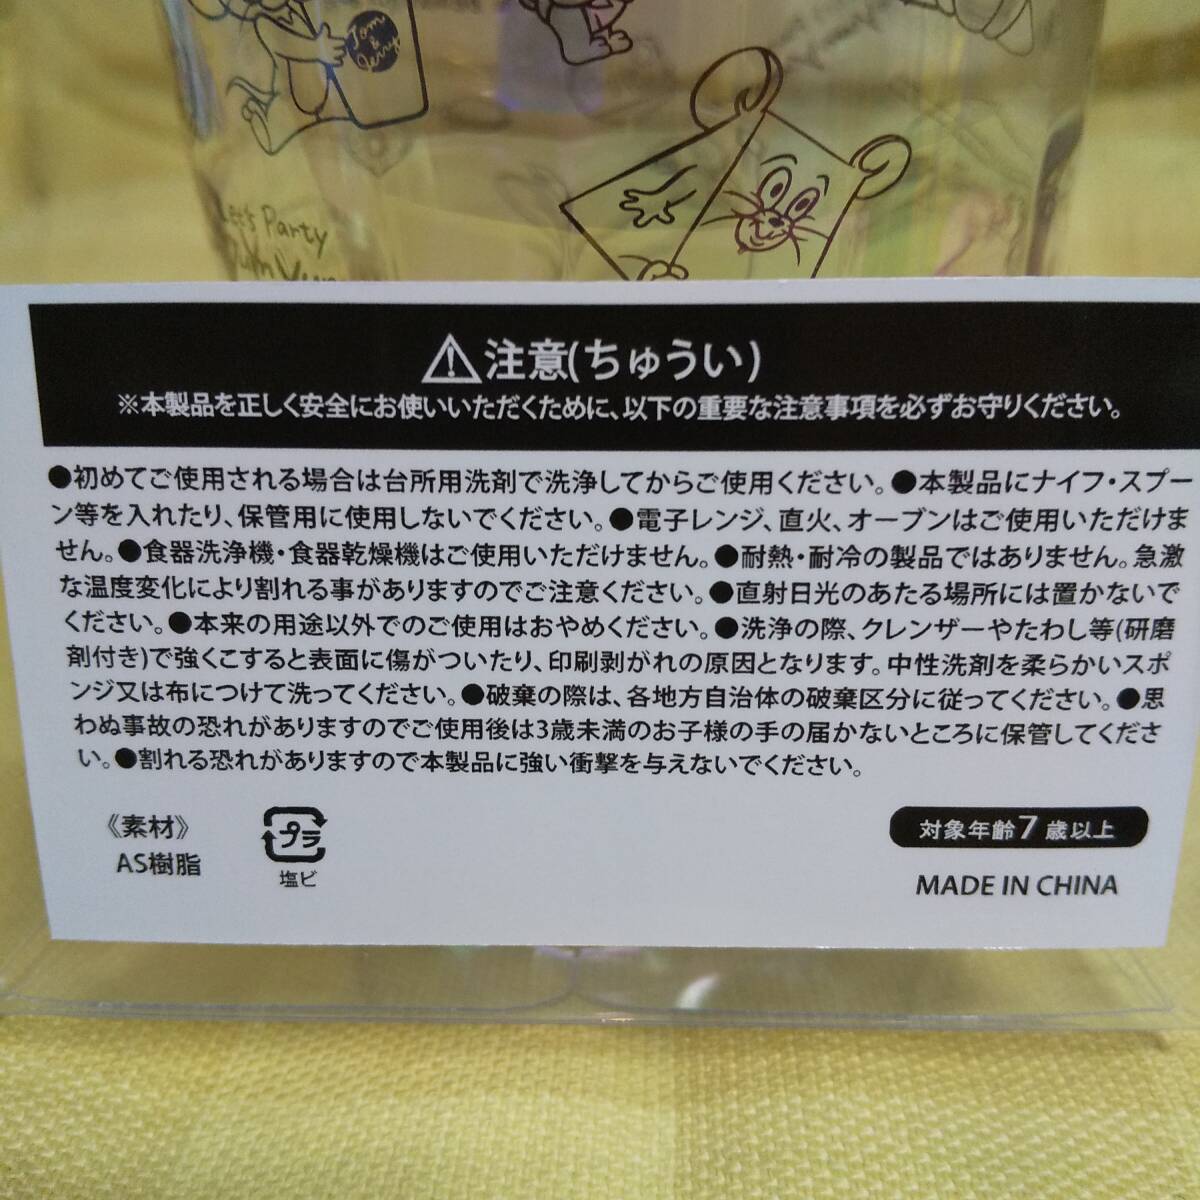 Tom
&
Jerry
Let's Party
⚠注意(ちゅうい)
※本製品を正しく安全にお使いいただくために、以下の重要な注意事項を必ずお守りください。
●初めてご使用される場合は台所用洗剤で洗浄してからご使用ください。●本製品にナイフ・スプー
ン等を入れたり、保管用に使用しないでください。●電子レンジ、直火、オーブンはご使用いただけま
せん。●食器洗浄機・食器乾燥機はご使用いただけません。●耐熱・耐冷の製品ではありません。急激
な温度変化により割れる事がありますのでご注意ください。●直射日光のあたる場所には置かないで
ください。●本来の用途以外でのご使用はおやめください。●洗浄の際、クレンザーやたわし等(研磨
剤付き)で強くこすると表面に傷がついたり、印刷剥がれの原因となります。中性洗剤を柔らかいスポ
ンジ又は布につけて洗ってください。●破棄の際は、各地方自治体の破棄区分に従ってください。●思
わぬ事故の恐れがありますのでご使用後は3歳未満のお子様の手の届かないところに保管してくださ
い。●割れる恐れがありますので本製品に強い衝撃を与えないでください。
《素材》
AS樹脂
プラ
塩ビ
対象年齢7歳以上
MADE IN CHINA